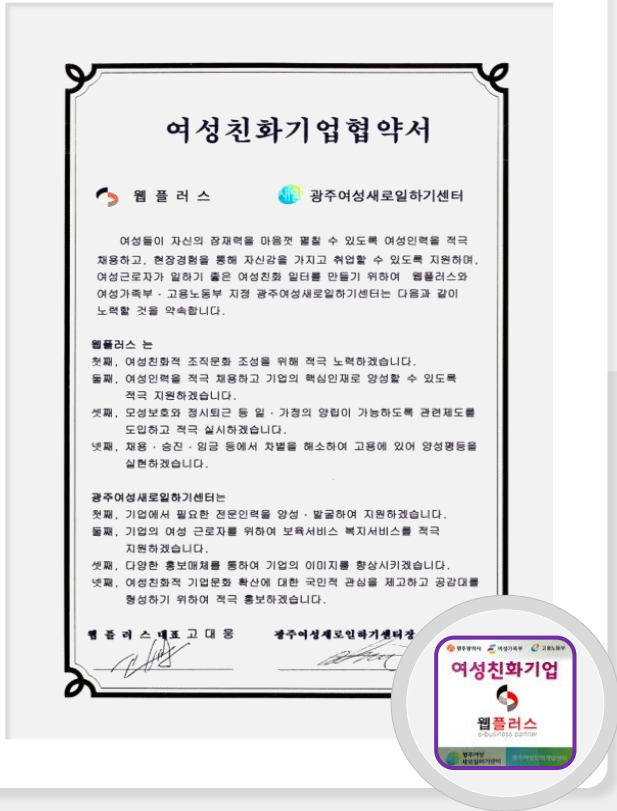 여성친화기업협약서
웹 플 러 스
광주여성새로일하기센터
여성들이 자신의 잠재력을 마음껏 펼칠 수 있도록 여성인력을 적극
채용하고, 현장경험을 통해 자신감을 가지고 취업할 수 있도록 지원하며,
여성근로자가 일하기 좋은 여성친화 일터를 만들기 위하여 웹플러스와
여성가족부 · 고용노동부 지정 광주여성새로일하기센터는 다음과 같이
노력할 것을 약속합니다.
웹플러스 는
첫째, 여성친화적 조직문화 조성을 위해 적극 노력하겠습니다.
둘째, 여성인력을 적극 채용하고 기업의 핵심인재로 양성할 수 있도록
적극 지원하겠습니다.
셋째, 모성보호와 정시퇴근 등 일 · 가정의 양립이 가능하도록 관련제도를
도입하고 적극 실시하겠습니다.
넷째, 채용 · 승진 · 임금 등에서 차별을 해소하여 고용에 있어 양성평등을
실현하겠습니다.
광주여성새로일하기센터는
첫째, 기업에서 필요한 전문인력을 양성 · 발굴하여 지원하겠습니다.
둘째, 기업의 여성 근로자를 위하여 보육서비스 복지서비스를 적극
지원하겠습니다.
셋째, 다양한 홍보매체를 통하여 기업의 이미지를 향상시키겠습니다.
넷째, 여성친화적 기업문화 확산에 대한 국민적 관심을 제고하고 공감대를
형성하기 위하여 적극 홍보하겠습니다.
웹 플 러 스 대표 고 대 웅
광주여성새로일하기센터장
광주광역시 여성가족부 고용노동부
여성친화기업
웹플러스
e-business partner
광주여성
새로일하기센터
광주여성인력개발센터